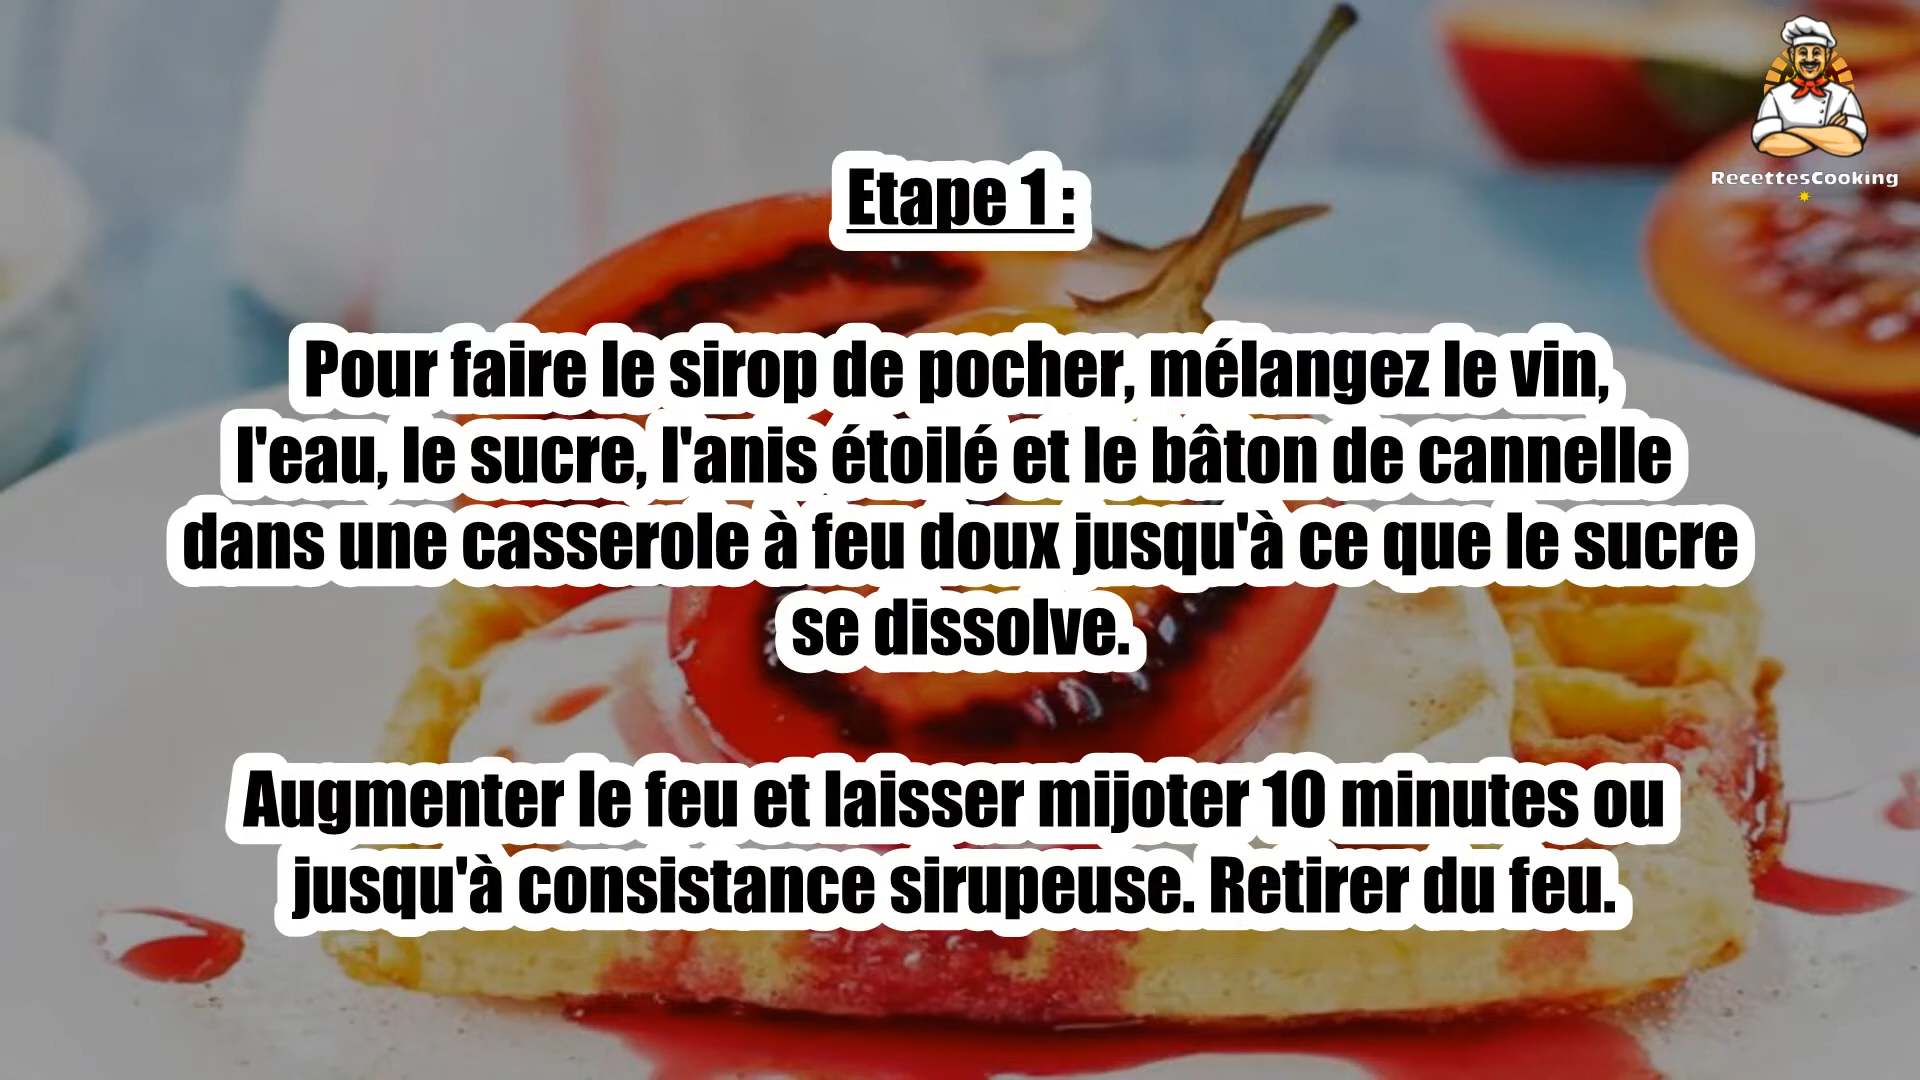 RecettesCooking
Etape 1 :
Pour faire le sirop de pocher, mélangez le vin,
l'eau, le sucre, l'anis étoilé et le bâton de cannelle
dans une casserole à feu doux jusqu'à ce que le sucre
se dissolve.
Augmenter le feu et laisser mijoter 10 minutes ou
jusqu'à consistance sirupeuse. Retirer du feu.